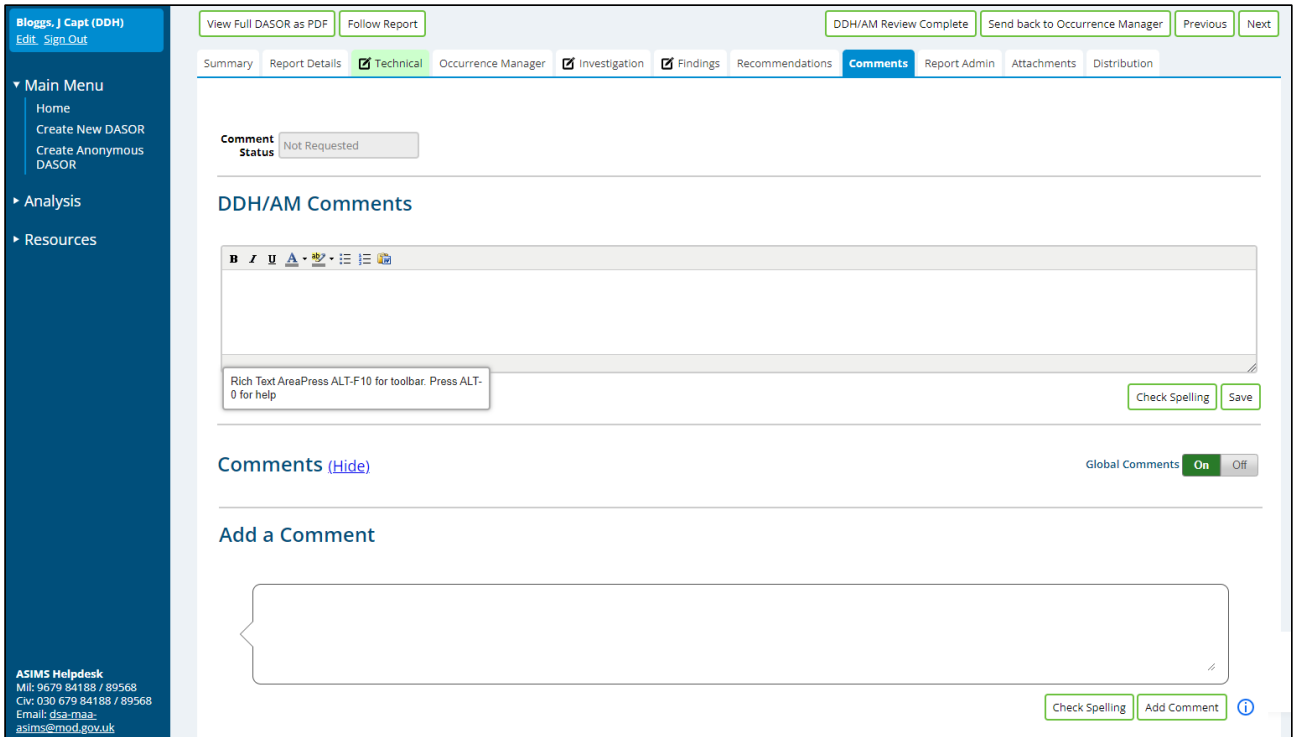 Bloggs, J Capt (DDH)
Edit Sign Out
Main Menu
Home
Create New DASOR
Create Anonymous
DASOR
Analysis
Resources
ASIMS Helpdesk
Mil: 9679 84188 / 89568
Civ: 030 679 84188 / 89568
Email: dsa-maa-
asims@mod.gov.uk
View Full DASOR as PDF Follow Report DDH/AM Review Complete Send back to Occurrence Manager Previous Next
Summary Report Details Technical Occurrence Manager Investigation Findings Recommendations Comments Report Admin Attachments Distribution
Comment
Status Not Requested
DDH/AM Comments
B I U A ab
Rich Text AreaPress ALT-F10 for toolbar. Press ALT-
0 for help
Check Spelling Save
Comments (Hide) Global Comments On Off
Add a Comment
Check Spelling Add Comment